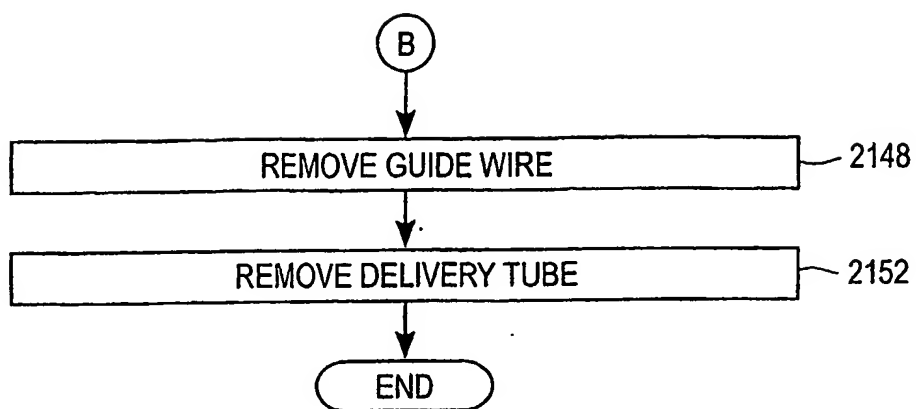 B
REMOVE GUIDE WIRE
2148
REMOVE DELIVERY TUBE
2152
END